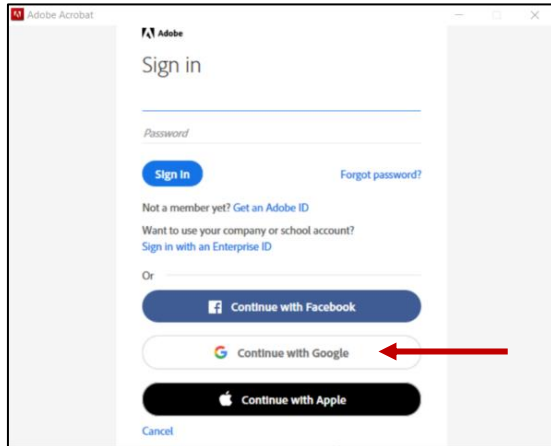 Adobe Acrobat
Adobe
Sign in
Password
Sign In
Forgot password?
Not a member yet? Get an Adobe ID
Want to use your company or school account?
Sign in with an Enterprise ID
Or
Continue with Facebook
Continue with Google
Continue with Apple
Cancel